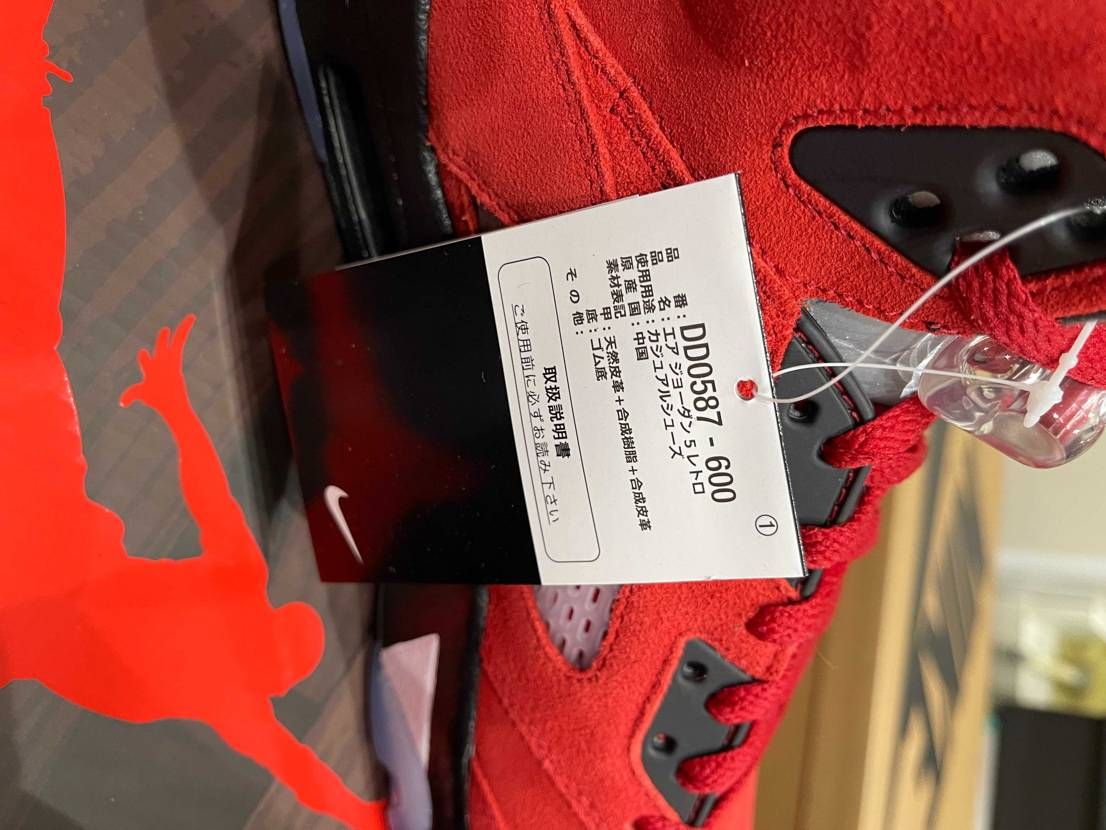 ①
品　　番：DD0587 - 600
品　　名：エア ジョーダン 5 レトロ
使用用途：カジュアルシューズ
原 産 国：中国
素材表記　甲：天然皮革＋合成樹脂＋合成皮革
底：ゴム底
そ の 他：
取扱説明書
ご使用前に必ずお読み下さい